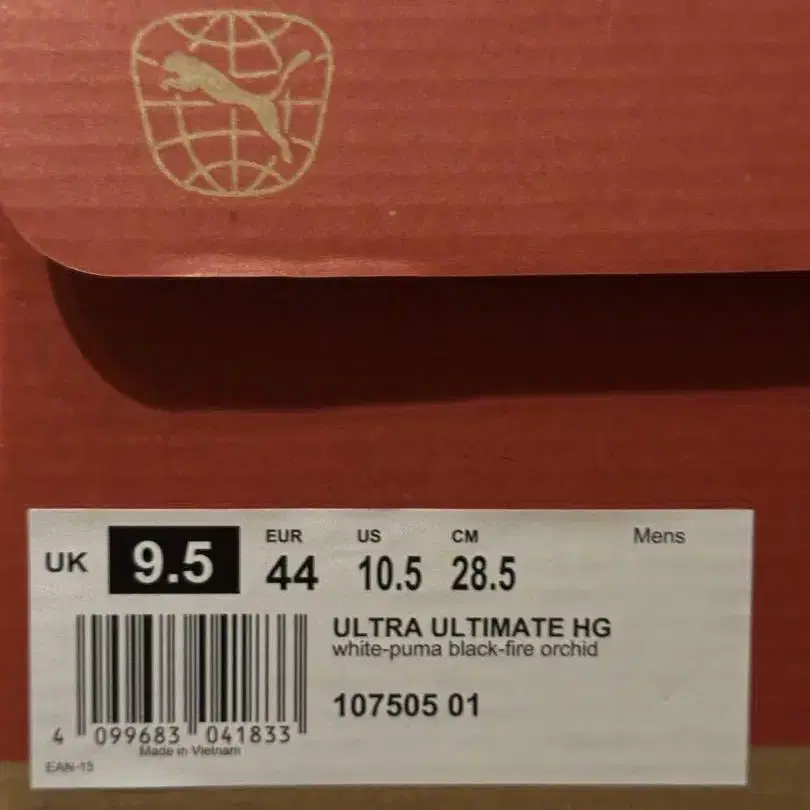 EUR US CM Mens
UK 9.5 44 10.5 28.5
ULTRA ULTIMATE HG
white-puma black-fire orchid
107505 01
4 099683 041833
Made in Vietnam
EAN-13